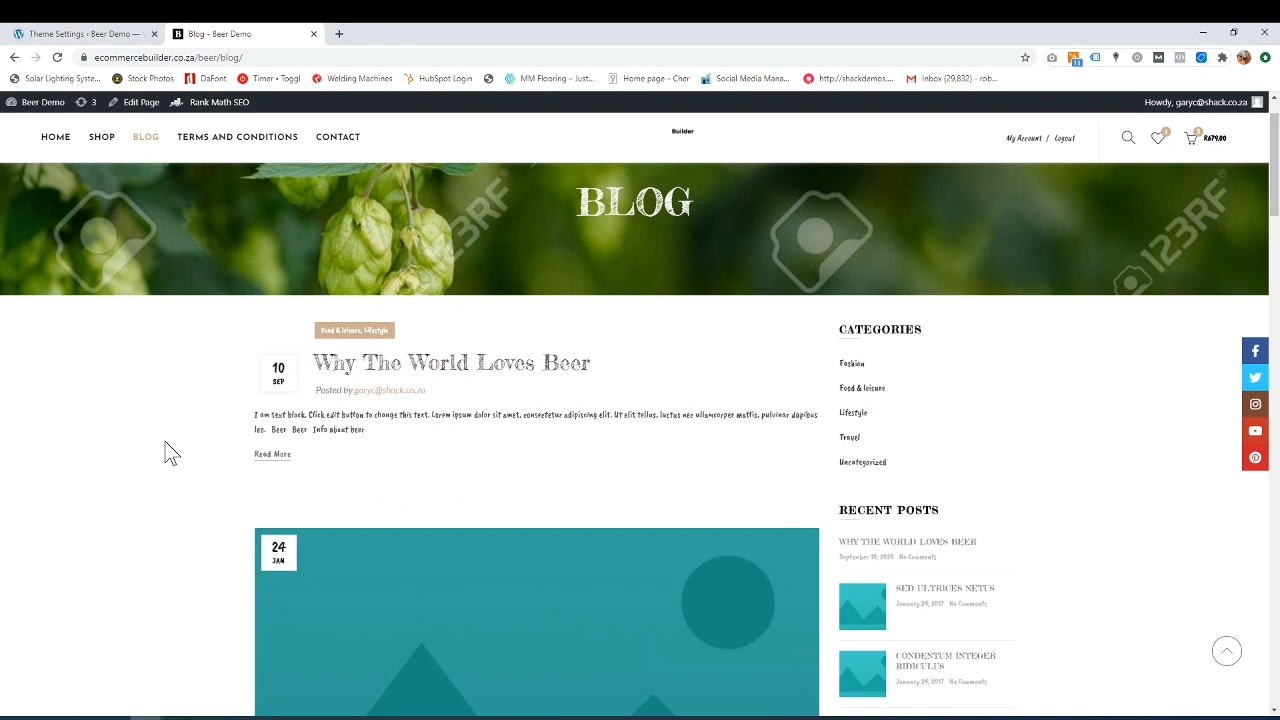 Theme Settings ‹ Beer Demo — W
Blog - Beer Demo
ecommercebuilder.co.za/beer/blog/
Solar Lighting Syste...
Stock Photos
DaFont
Timer • Toggl
Welding Machines
HubSpot Login
MM Flooring – Just...
Home page – Cher
Social Media Mana...
http://shackdemos....
Inbox (29,832) - rob...
13
Beer Demo
3
Edit Page
Rank Math SEO
Howdy, garyc@shack.co.za
HOME
SHOP
BLOG
TERMS AND CONDITIONS
CONTACT
Builder
My Account / Logout
1
3
R679.00
BLOG
123RF
123RF
Food & leisure, Lifestyle
10
SEP
Why The World Loves Beer
Posted by garyc@shack.co.za
I am text block. Click edit button to change this text. Lorem ipsum dolor sit amet, consectetur adipiscing elit. Ut elit tellus, luctus nec ullamcorper mattis, pulvinar dapibus
leo. Beer Beer Info about beer
Read More
24
JAN
CATEGORIES
Fashion
Food & leisure
Lifestyle
Travel
Uncategorized
RECENT POSTS
WHY THE WORLD LOVES BEER
September 10, 2020 No Comments
SED ULTRICES NETUS
January 24, 2017 No Comments
CONDENTUM INTEGER
RIDICULUS
January 24, 2017 No Comments